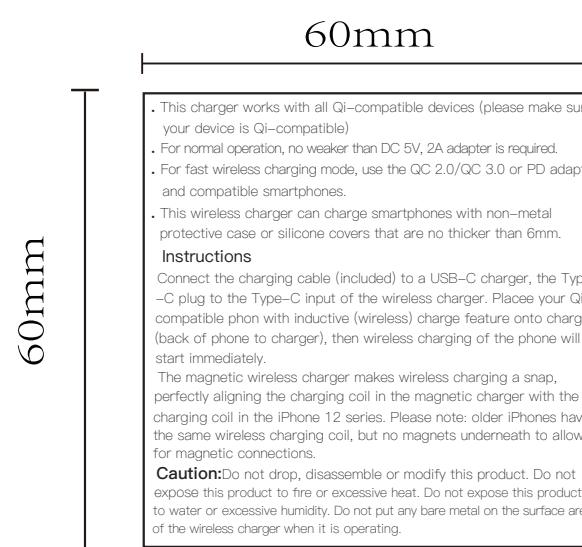 60mm
60mm
. This charger works with all Qi-compatible devices (please make sur
your device is Qi-compatible)
. For normal operation, no weaker than DC 5V, 2A adapter is required.
. For fast wireless charging mode, use the QC 2.0/QC 3.0 or PD adapt
and compatible smartphones.
. This wireless charger can charge smartphones with non-metal
protective case or silicone covers that are no thicker than 6mm.
Instructions
Connect the charging cable (included) to a USB-C charger, the Typ
-C plug to the Type-C input of the wireless charger. Placee your Qi
compatible phon with inductive (wireless) charge feature onto charg
(back of phone to charger), then wireless charging of the phone will
start immediately.
The magnetic wireless charger makes wireless charging a snap,
perfectly aligning the charging coil in the magnetic charger with the
charging coil in the iPhone 12 series. Please note: older iPhones hav
the same wireless charging coil, but no magnets underneath to allow
for magnetic connections.
Caution:Do not drop, disassemble or modify this product. Do not
expose this product to fire or excessive heat. Do not expose this product
to water or excessive humidity. Do not put any bare metal on the surface are
of the wireless charger when it is operating.